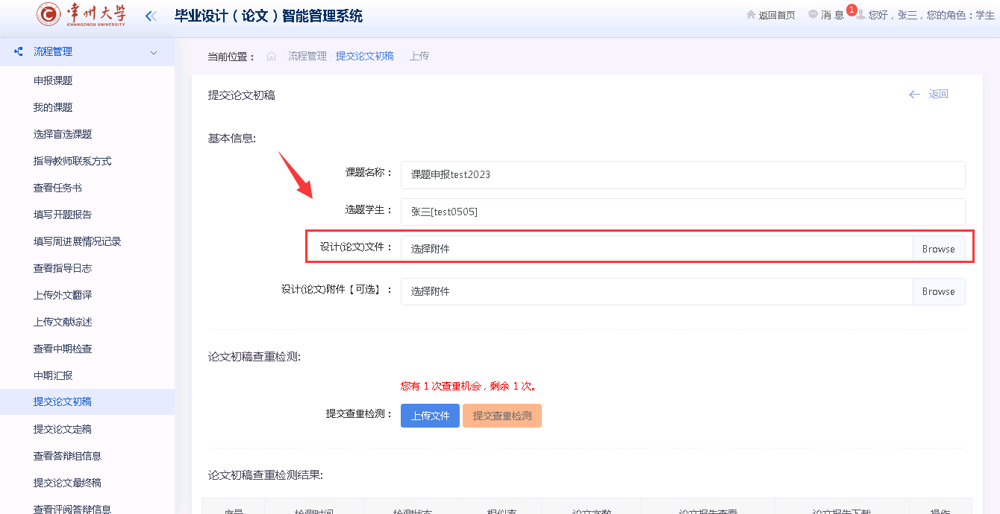 常州大学
CHANGZHOU UNIVERSITY
毕业设计（论文）智能管理系统
返回首页 消 息 1 您好，张三，您的角色：学生
流程管理
申报课题
我的课题
选择盲选课题
指导教师联系方式
查看任务书
填写开题报告
填写周进展情况记录
查看指导日志
上传外文翻译
上传文献综述
查看中期检查
中期汇报
提交论文初稿
提交论文定稿
查看答辩组信息
提交论文最终稿
查看评阅答辩信息
当前位置： 流程管理 提交论文初稿 上传
提交论文初稿 返回
基本信息:
课题名称： 课题申报test2023
选题学生： 张三[test0505]
设计(论文)文件： 选择附件 Browse
设计(论文)附件【可选】： 选择附件 Browse
论文初稿查重检测:
您有 1 次查重机会，剩余 1 次。
提交查重检测： 上传文件 提交查重检测
论文初稿查重检测结果:
序号 检测时间 检测状态 相似率 论文字数 论文报告查看 论文报告下载 操作